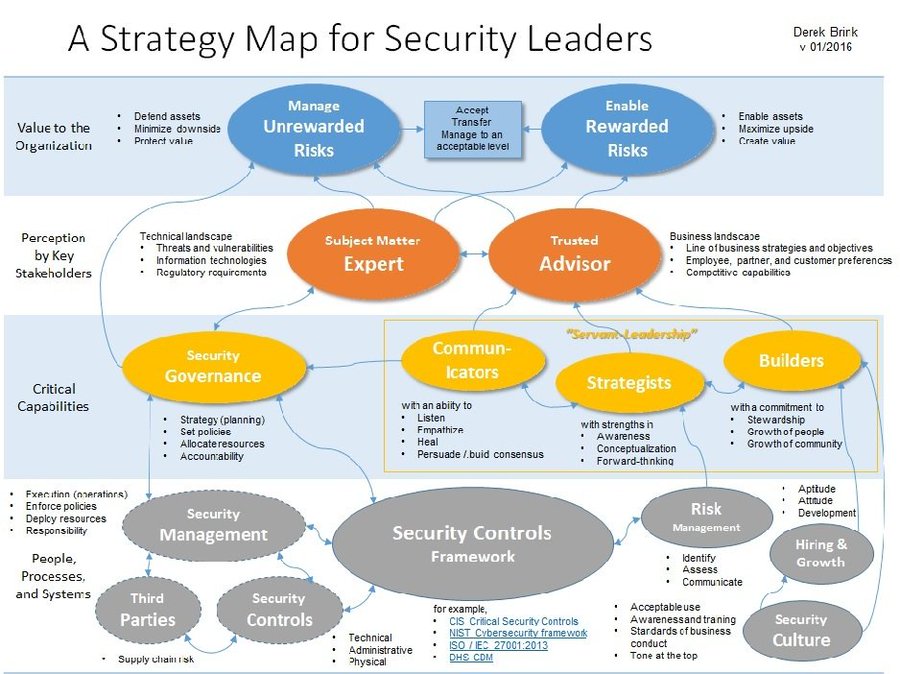 A Strategy Map for Security Leaders
Derek Brink
v 01/2016
Value to the
Organization
• Defend assets
• Minimize downside
• Protect value
Manage
Unrewarded
Risks
Accept
Transfer
Manage to an
acceptable level
Enable
Rewarded
Risks
• Enable assets
• Maximize upside
• Create value
Perception
by Key
Stakeholders
Technical landscape
• Threats and vulnerabilities
• Information technologies
• Regulatory requirements
Subject Matter
Expert
Trusted
Advisor
Business landscape
• Line of business strategies and objectives
• Employee, partner, and customer preferences
• Competitive capabilities
Critical
Capabilities
Security
Governance
• Strategy (planning)
• Set policies
• Allocate resources
• Accountability
"Servant-Leadership"
Commun-
icators
with an ability to
• Listen
• Empathize
• Heal
• Persuade / build consensus
Strategists
with strengths in
• Awareness
• Conceptualization
• Forward-thinking
Builders
with a commitment to
• Stewardship
• Growth of people
• Growth of community
People,
Processes,
and Systems
• Execution (operations)
• Enforce policies
• Deploy resources
• Responsibility
Security
Management
Security Controls
Framework
Risk
Management
• Identify
• Assess
• Communicate
• Aptitude
• Attitude
• Development
Hiring &
Growth
Third
Parties
• Supply chain risk
Security
Controls
• Technical
• Administrative
• Physical
for example,
• CIS Critical Security Controls
• NIST Cybersecurity framework
• ISO / IEC 27001:2013
• DHS CDM
• Acceptable use
• Awareness and training
• Standards of business
conduct
• Tone at the top
Security
Culture